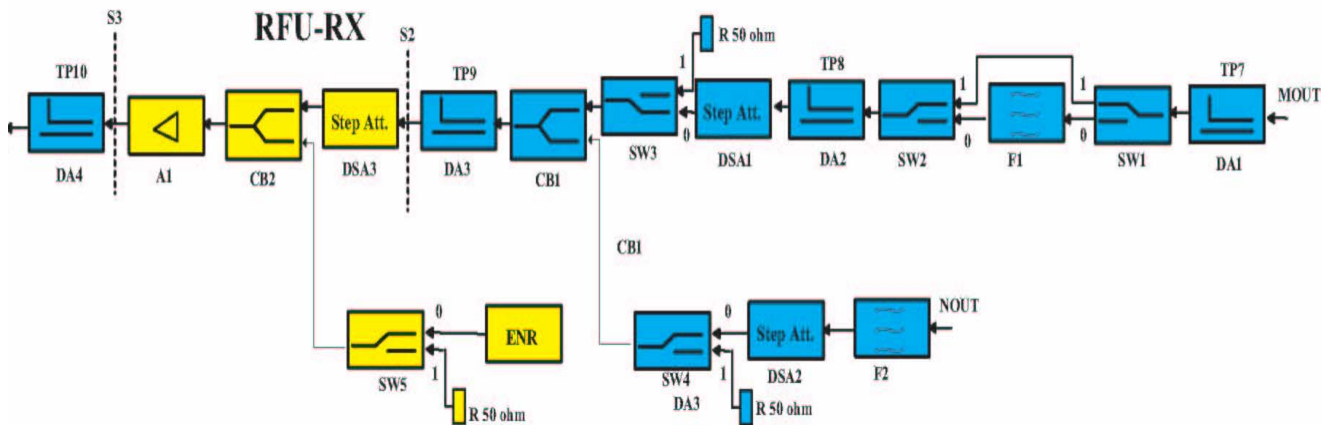 S3
RFU-RX
S2
R 50 ohm
1
TP10
TP9
TP8
TP7
MOUT
1
1
Step Att.
Step Att.
0
0
0
SW3
DA4
A1
CB2
DSA3
DA3
CB1
DSA1
DA2
SW2
F1
SW1
DA1
CB1
NOUT
0
0
ENR
Step Att.
SW5
1
SW4
1
DSA2
F2
DA3
R 50 ohm
R 50 ohm